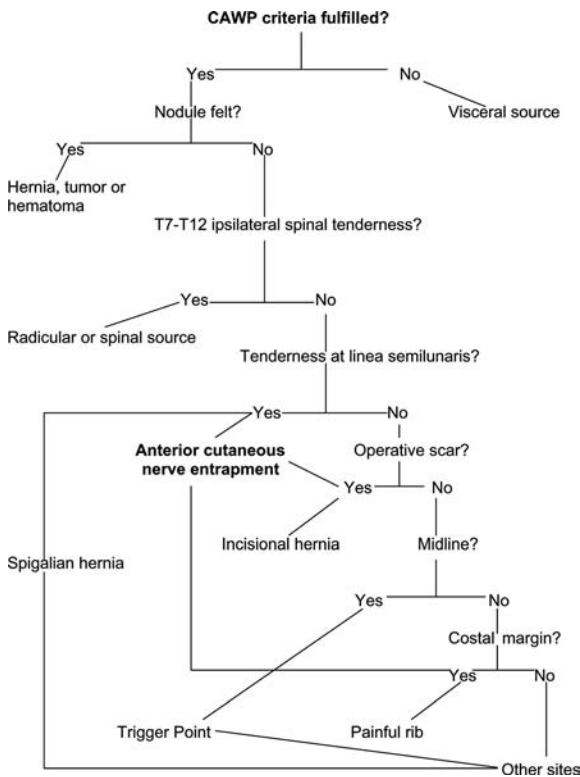 CAWP criteria fulfilled?
Yes
No
Nodule felt?
Visceral source
Yes
No
Hernia, tumor or
hematoma
T7-T12 ipsilateral spinal tenderness?
Yes
No
Radicular or spinal source
Tenderness at linea semilunaris?
Yes
No
Anterior cutaneous
nerve entrapment
Operative scar?
Yes
No
Incisional hernia
Midline?
Spigalian hernia
Yes
No
Costal margin?
Yes
No
Trigger Point
Painful rib
Other sites